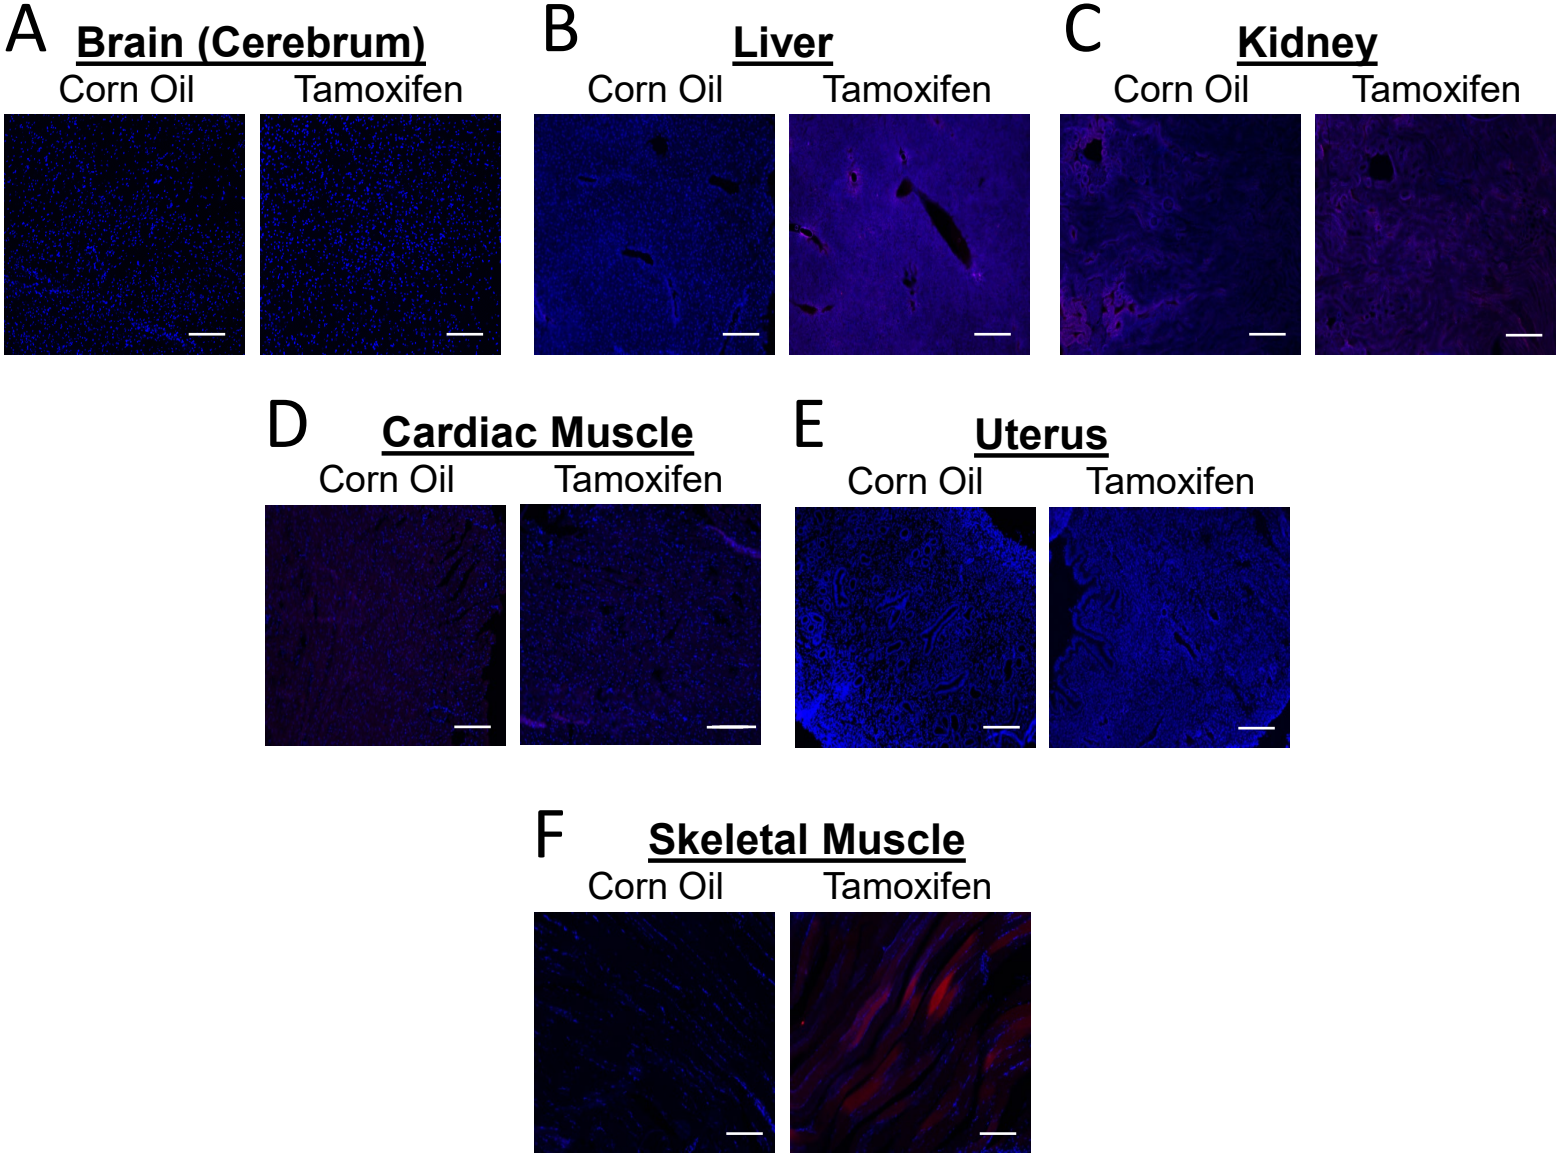 A Brain (Cerebrum)
Corn Oil Tamoxifen
B Liver
Corn Oil Tamoxifen
C Kidney
Corn Oil Tamoxifen
D Cardiac Muscle
Corn Oil Tamoxifen
E Uterus
Corn Oil Tamoxifen
F Skeletal Muscle
Corn Oil Tamoxifen